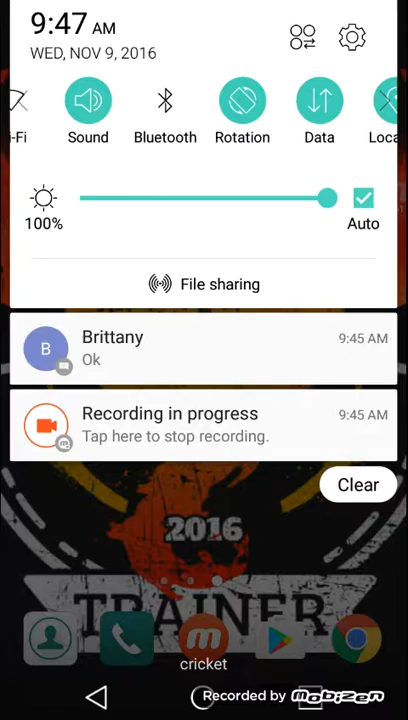 9:47 AM
WED, NOV 9, 2016
i-Fi
Sound
Bluetooth
Rotation
Data
Loca
100%
Auto
File sharing
B
Brittany
9:45 AM
Ok
Recording in progress
9:45 AM
Tap here to stop recording.
Clear
2016
TRAINER
cricket
Recorded by mobizen